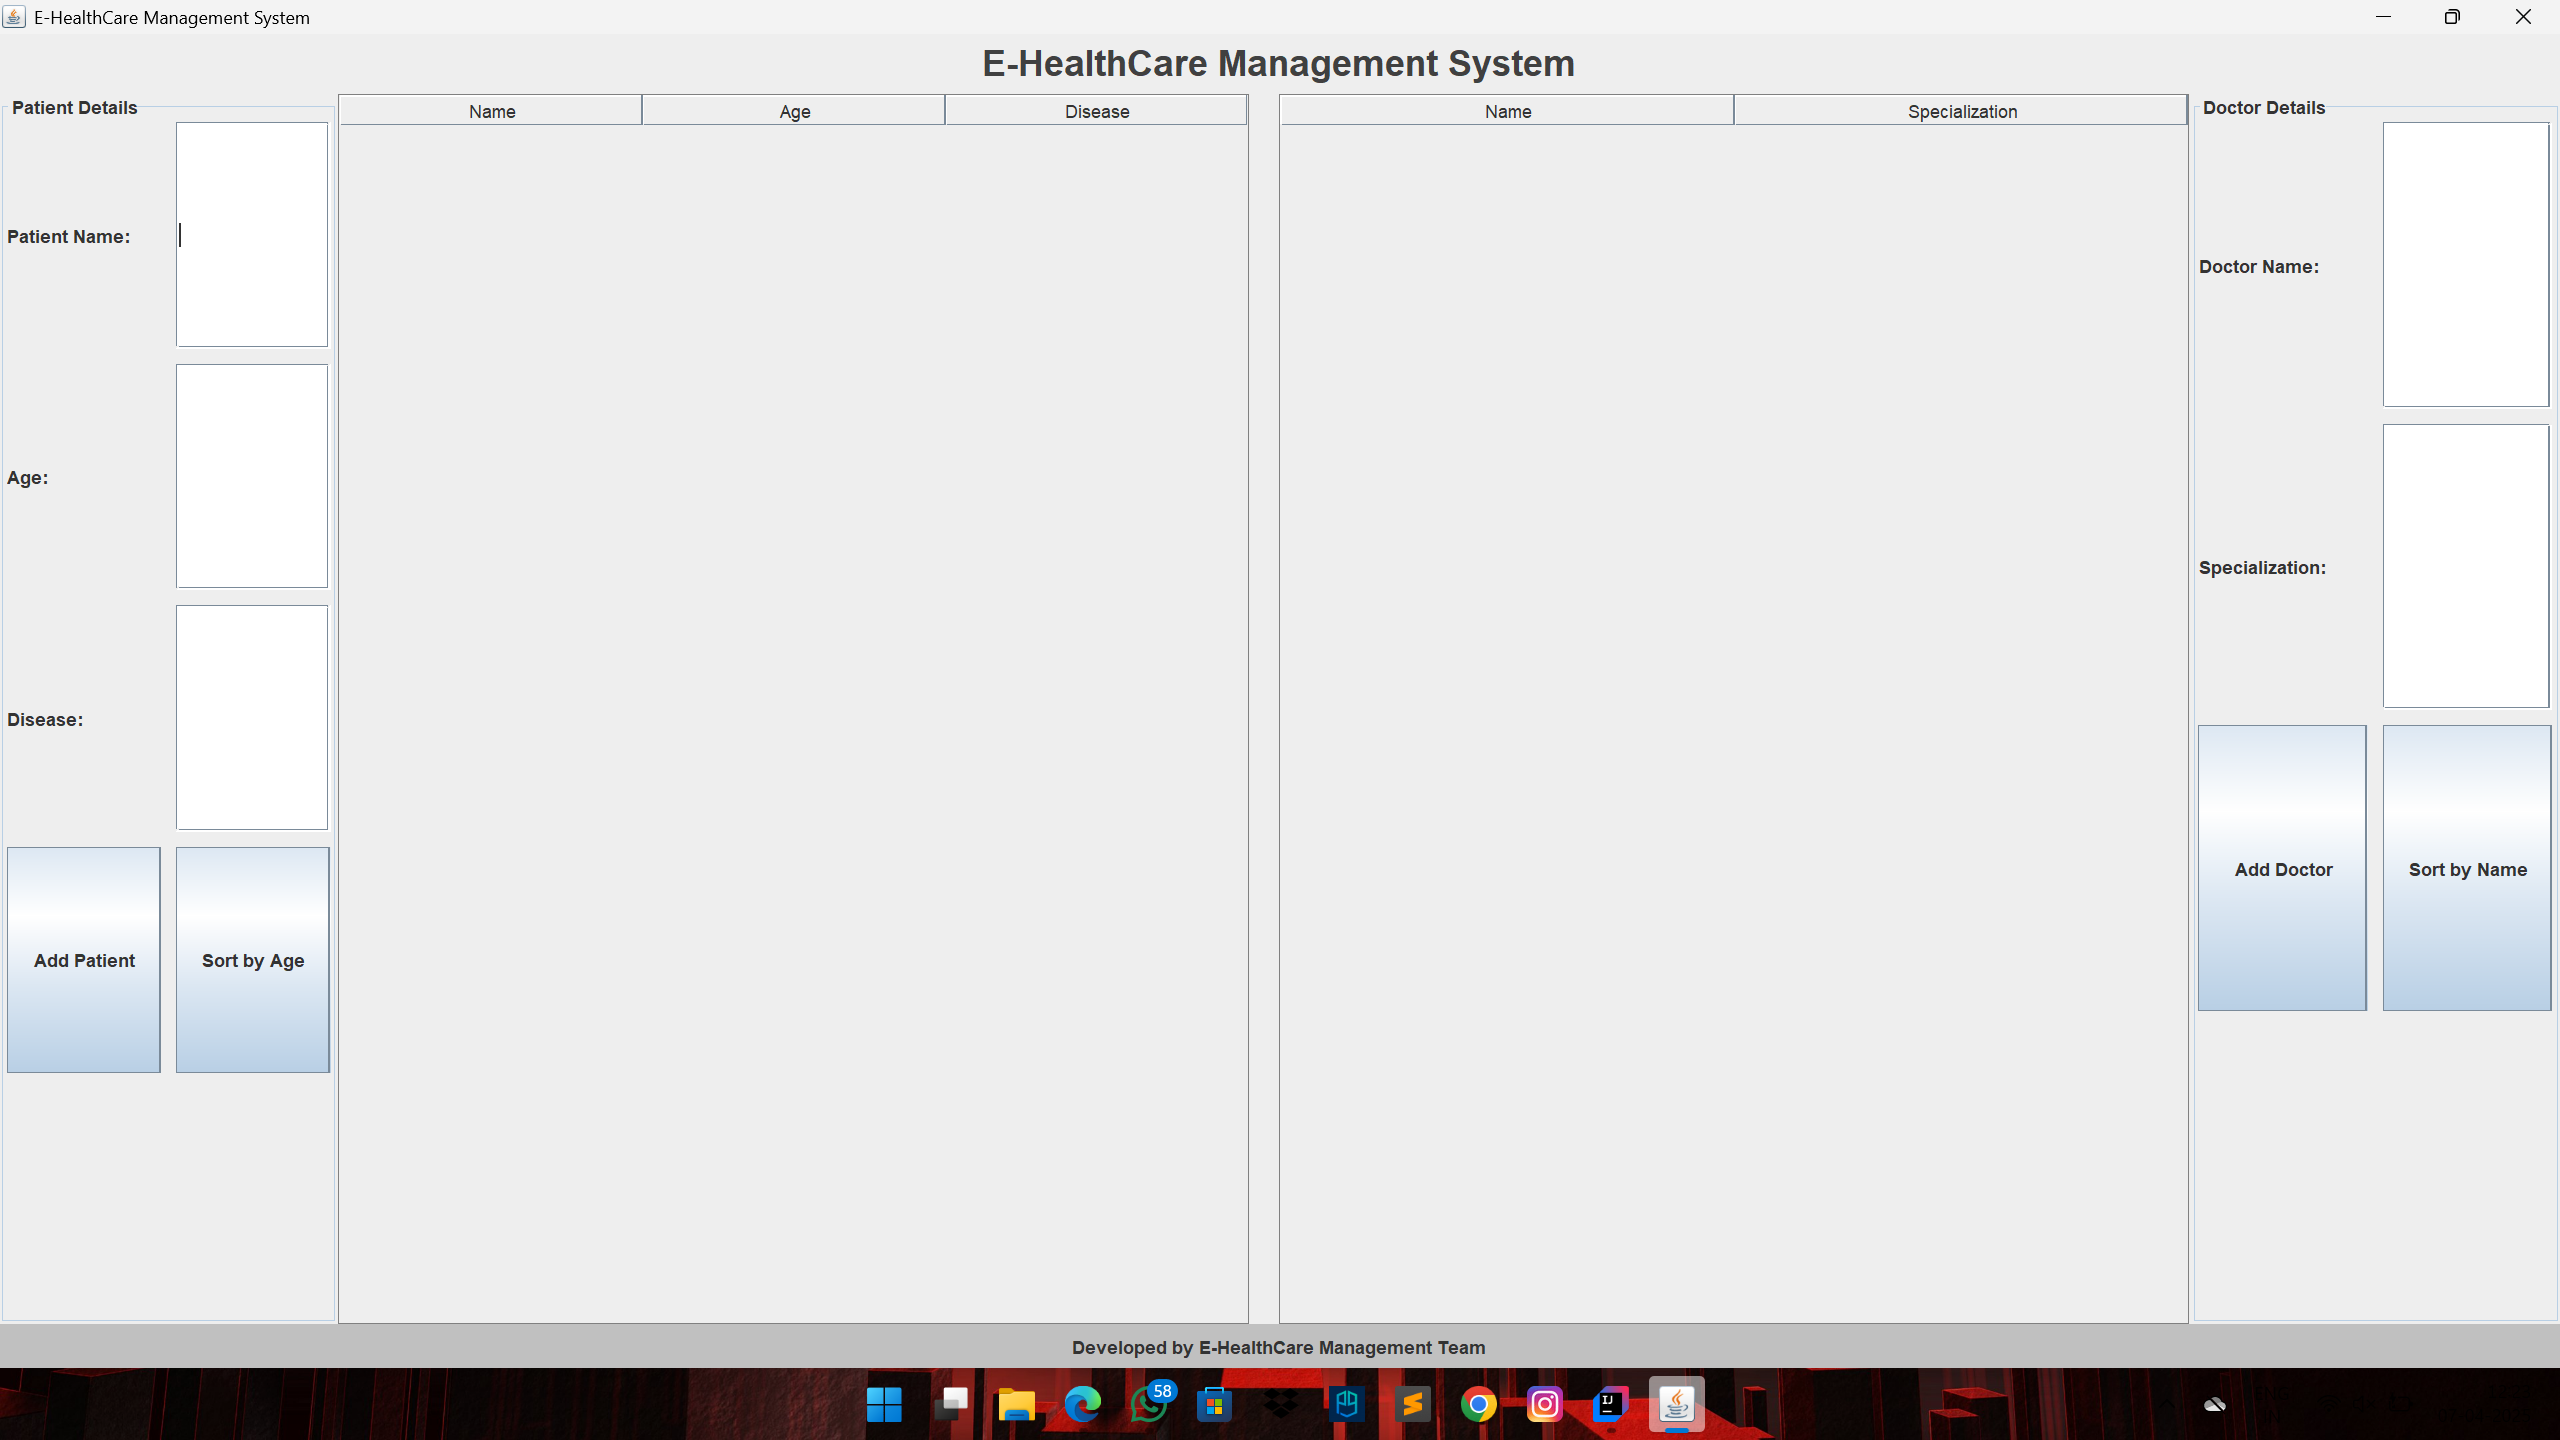 E-HealthCare Management System
E-HealthCare Management System
Patient Details
Patient Name:
Age:
Disease:
Add Patient
Sort by Age
Name
Age
Disease
Name
Specialization
Doctor Details
Doctor Name:
Specialization:
Add Doctor
Sort by Name
Developed by E-HealthCare Management Team
58
IJ